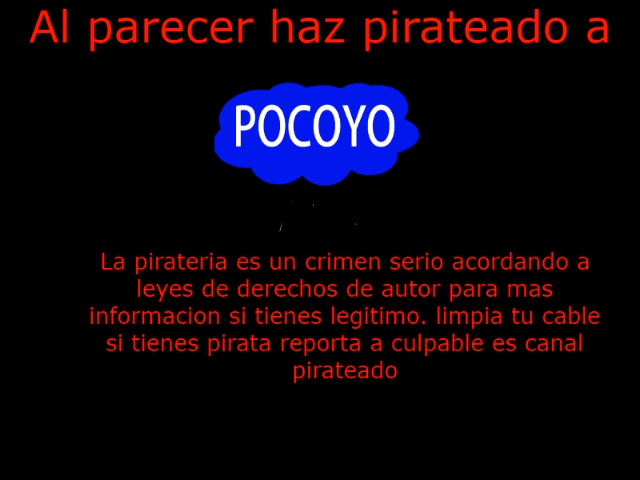 Al parecer haz pirateado a
POCOYO
La pirateria es un crimen serio acordando a
leyes de derechos de autor para mas
informacion si tienes legitimo. limpia tu cable
si tienes pirata reporta a culpable es canal
pirateado